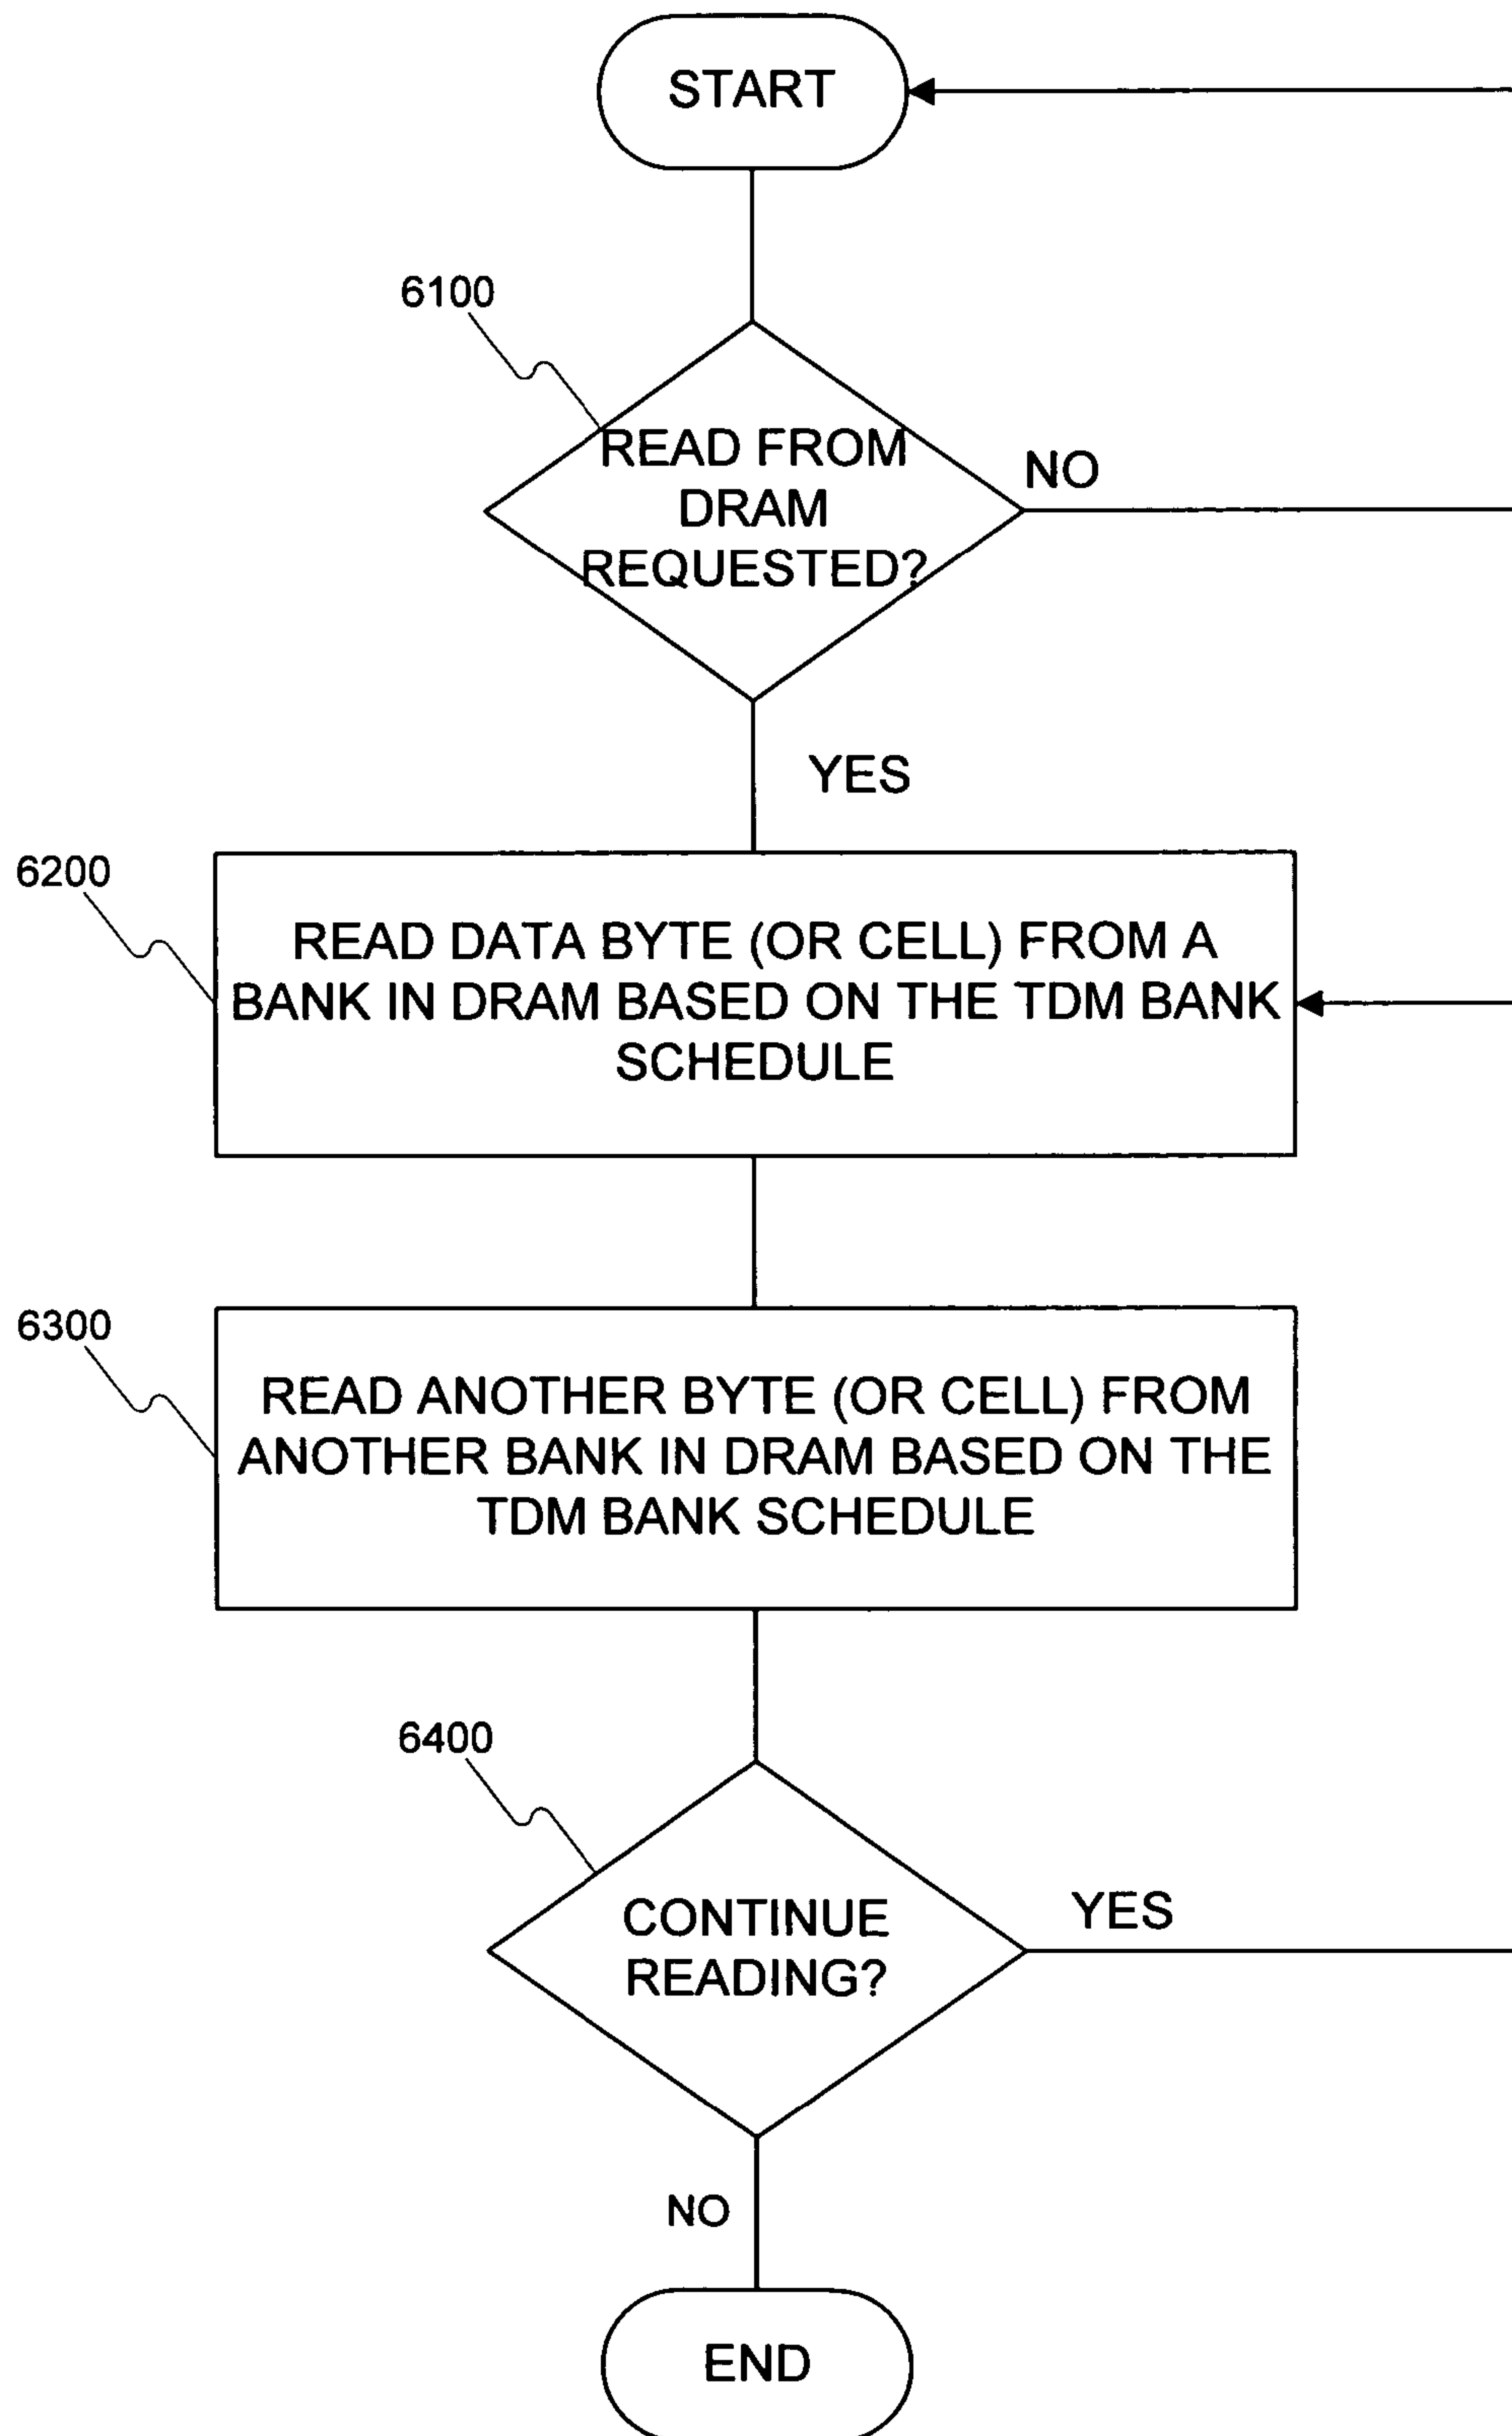 START
6100
READ FROM
DRAM
REQUESTED?
NO
YES
6200
READ DATA BYTE (OR CELL) FROM A
BANK IN DRAM BASED ON THE TDM BANK
SCHEDULE
6300
READ ANOTHER BYTE (OR CELL) FROM
ANOTHER BANK IN DRAM BASED ON THE
TDM BANK SCHEDULE
6400
CONTINUE
READING?
YES
NO
END